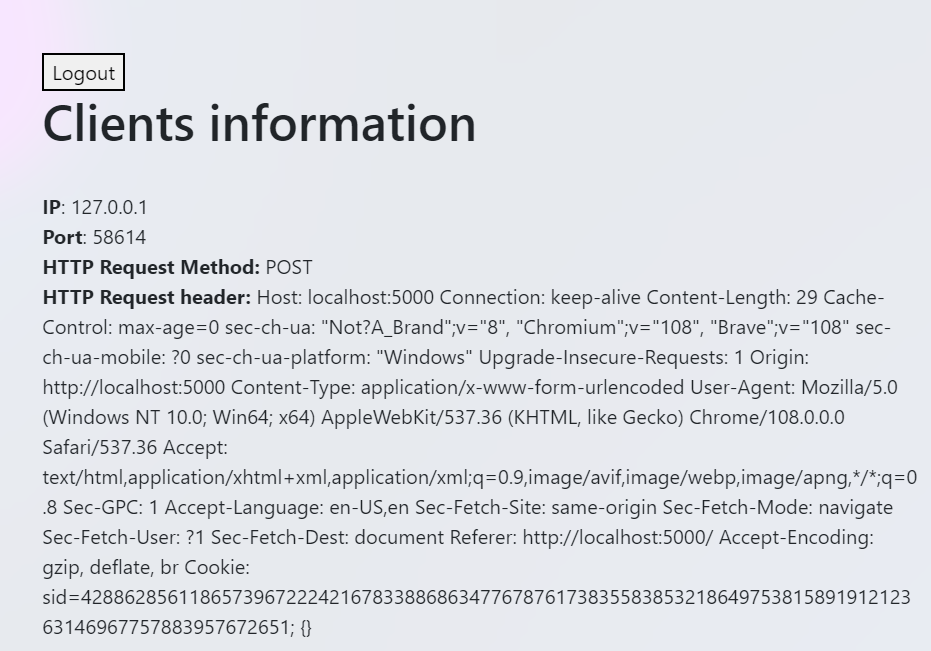 Logout
Clients information
IP: 127.0.0.1
Port: 58614
HTTP Request Method: POST
HTTP Request header: Host: localhost:5000 Connection: keep-alive Content-Length: 29 Cache-
Control: max-age=0 sec-ch-ua: "Not?A_Brand";v="8", "Chromium";v="108", "Brave";v="108" sec-
ch-ua-mobile: ?0 sec-ch-ua-platform: "Windows" Upgrade-Insecure-Requests: 1 Origin:
http://localhost:5000 Content-Type: application/x-www-form-urlencoded User-Agent: Mozilla/5.0
(Windows NT 10.0; Win64; x64) AppleWebKit/537.36 (KHTML, like Gecko) Chrome/108.0.0.0
Safari/537.36 Accept:
text/html,application/xhtml+xml,application/xml;q=0.9,image/avif,image/webp,image/apng,*/*;q=0
.8 Sec-GPC: 1 Accept-Language: en-US,en Sec-Fetch-Site: same-origin Sec-Fetch-Mode: navigate
Sec-Fetch-User: ?1 Sec-Fetch-Dest: document Referer: http://localhost:5000/ Accept-Encoding:
gzip, deflate, br Cookie:
sid=42886285611865739672224216783388686347767876173835583853218649753815891912123
63146967757883957672651; {}